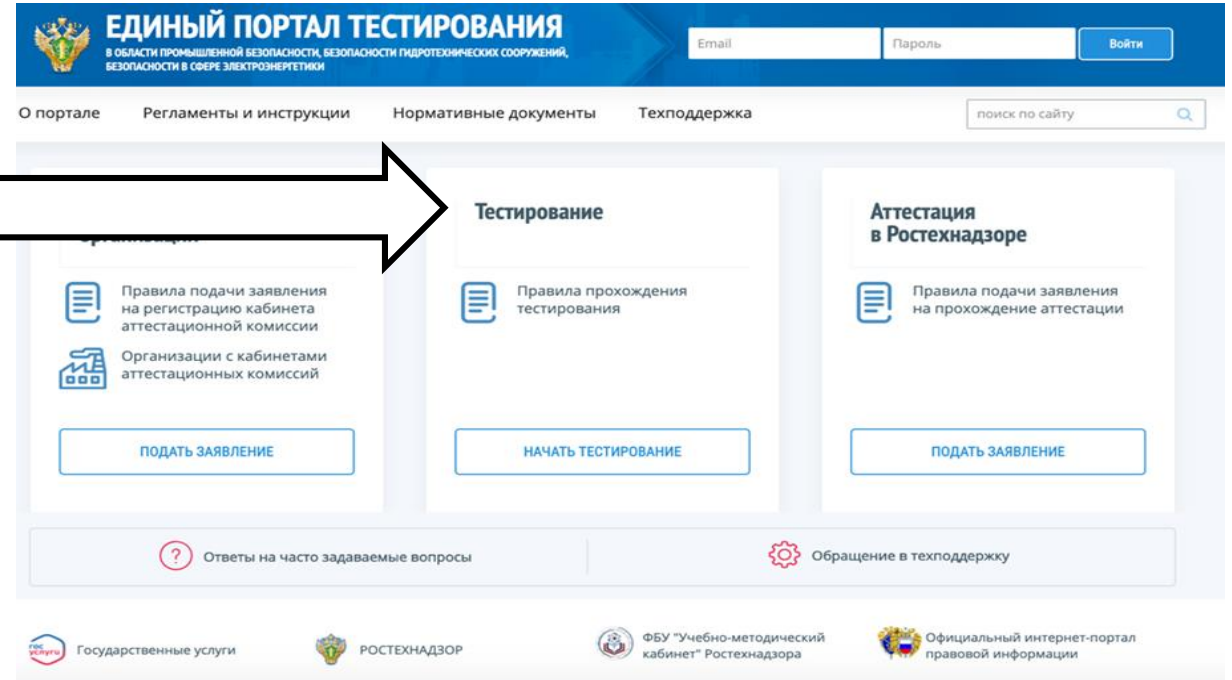 ЕДИНЫЙ ПОРТАЛ ТЕСТИРОВАНИЯ
В ОБЛАСТИ ПРОМЫШЛЕННОЙ БЕЗОПАСНОСТИ, БЕЗОПАСНОСТИ ГИДРОТЕХНИЧЕСКИХ СООРУЖЕНИЙ,
БЕЗОПАСНОСТИ В СФЕРЕ ЭЛЕКТРОЭНЕРГЕТИКИ
Email
Пароль
Войти
О портале
Регламенты и инструкции
Нормативные документы
Техподдержка
поиск по сайту
Правила подачи заявления
на регистрацию кабинета
аттестационной комиссии
Организации с кабинетами
аттестационных комиссий
ПОДАТЬ ЗАЯВЛЕНИЕ
Тестирование
Правила прохождения
тестирования
НАЧАТЬ ТЕСТИРОВАНИЕ
Аттестация
в Ростехнадзоре
Правила подачи заявления
на прохождение аттестации
ПОДАТЬ ЗАЯВЛЕНИЕ
Ответы на часто задаваемые вопросы
Обращение в техподдержку
гос
услуги
Государственные услуги
РОСТЕХНАДЗОР
ФБУ "Учебно-методический
кабинет" Ростехнадзора
Официальный интернет-портал
правовой информации